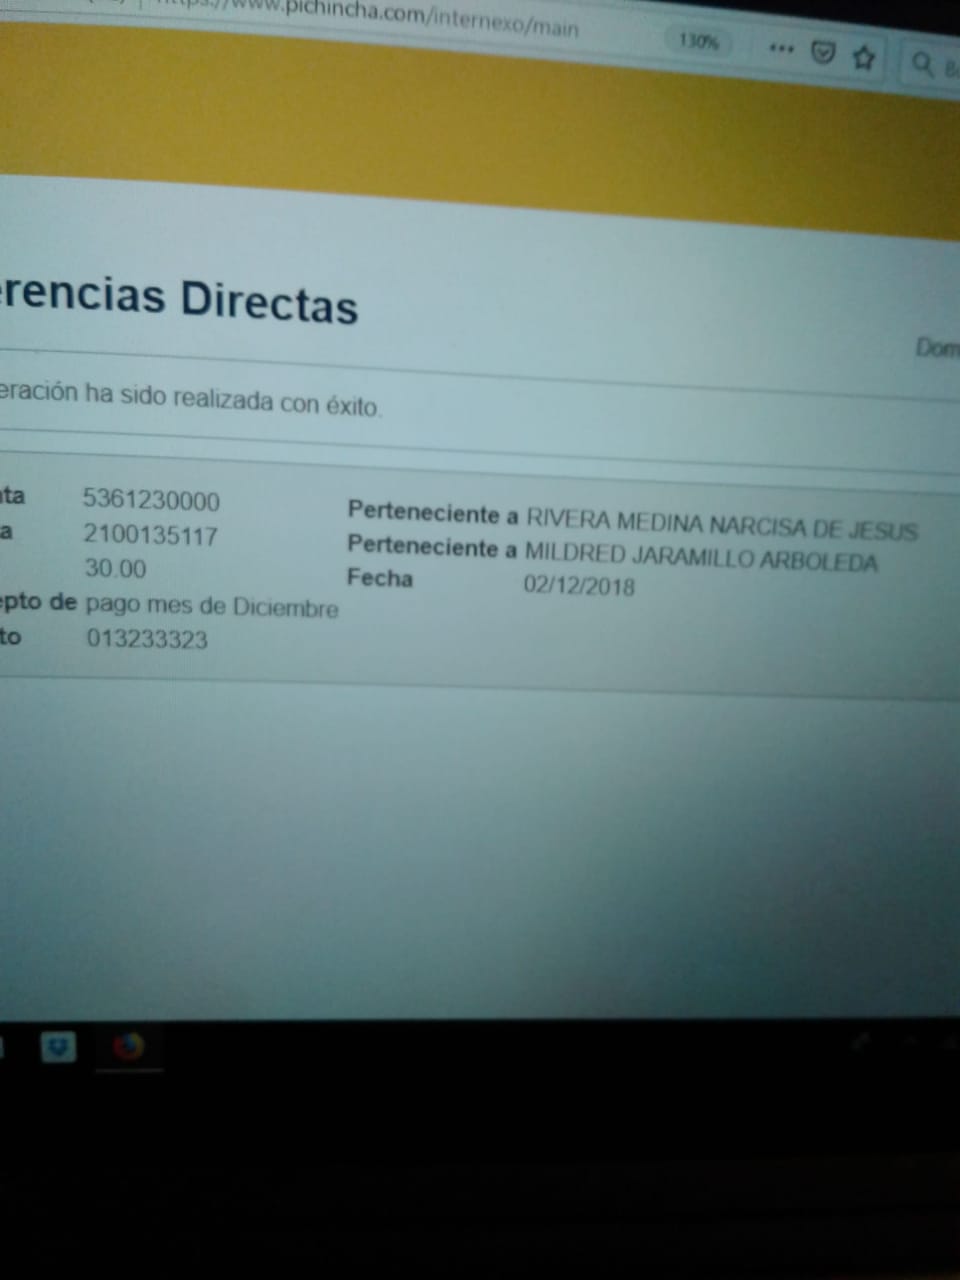 https://www.pichincha.com/internexo/main
130%
erencias Directas
Dom
eración ha sido realizada con éxito.
nta 5361230000 Perteneciente a RIVERA MEDINA NARCISA DE JESUS
a 2100135117 Perteneciente a MILDRED JARAMILLO ARBOLEDA
30.00 Fecha 02/12/2018
epto de pago mes de Diciembre
to 013233323